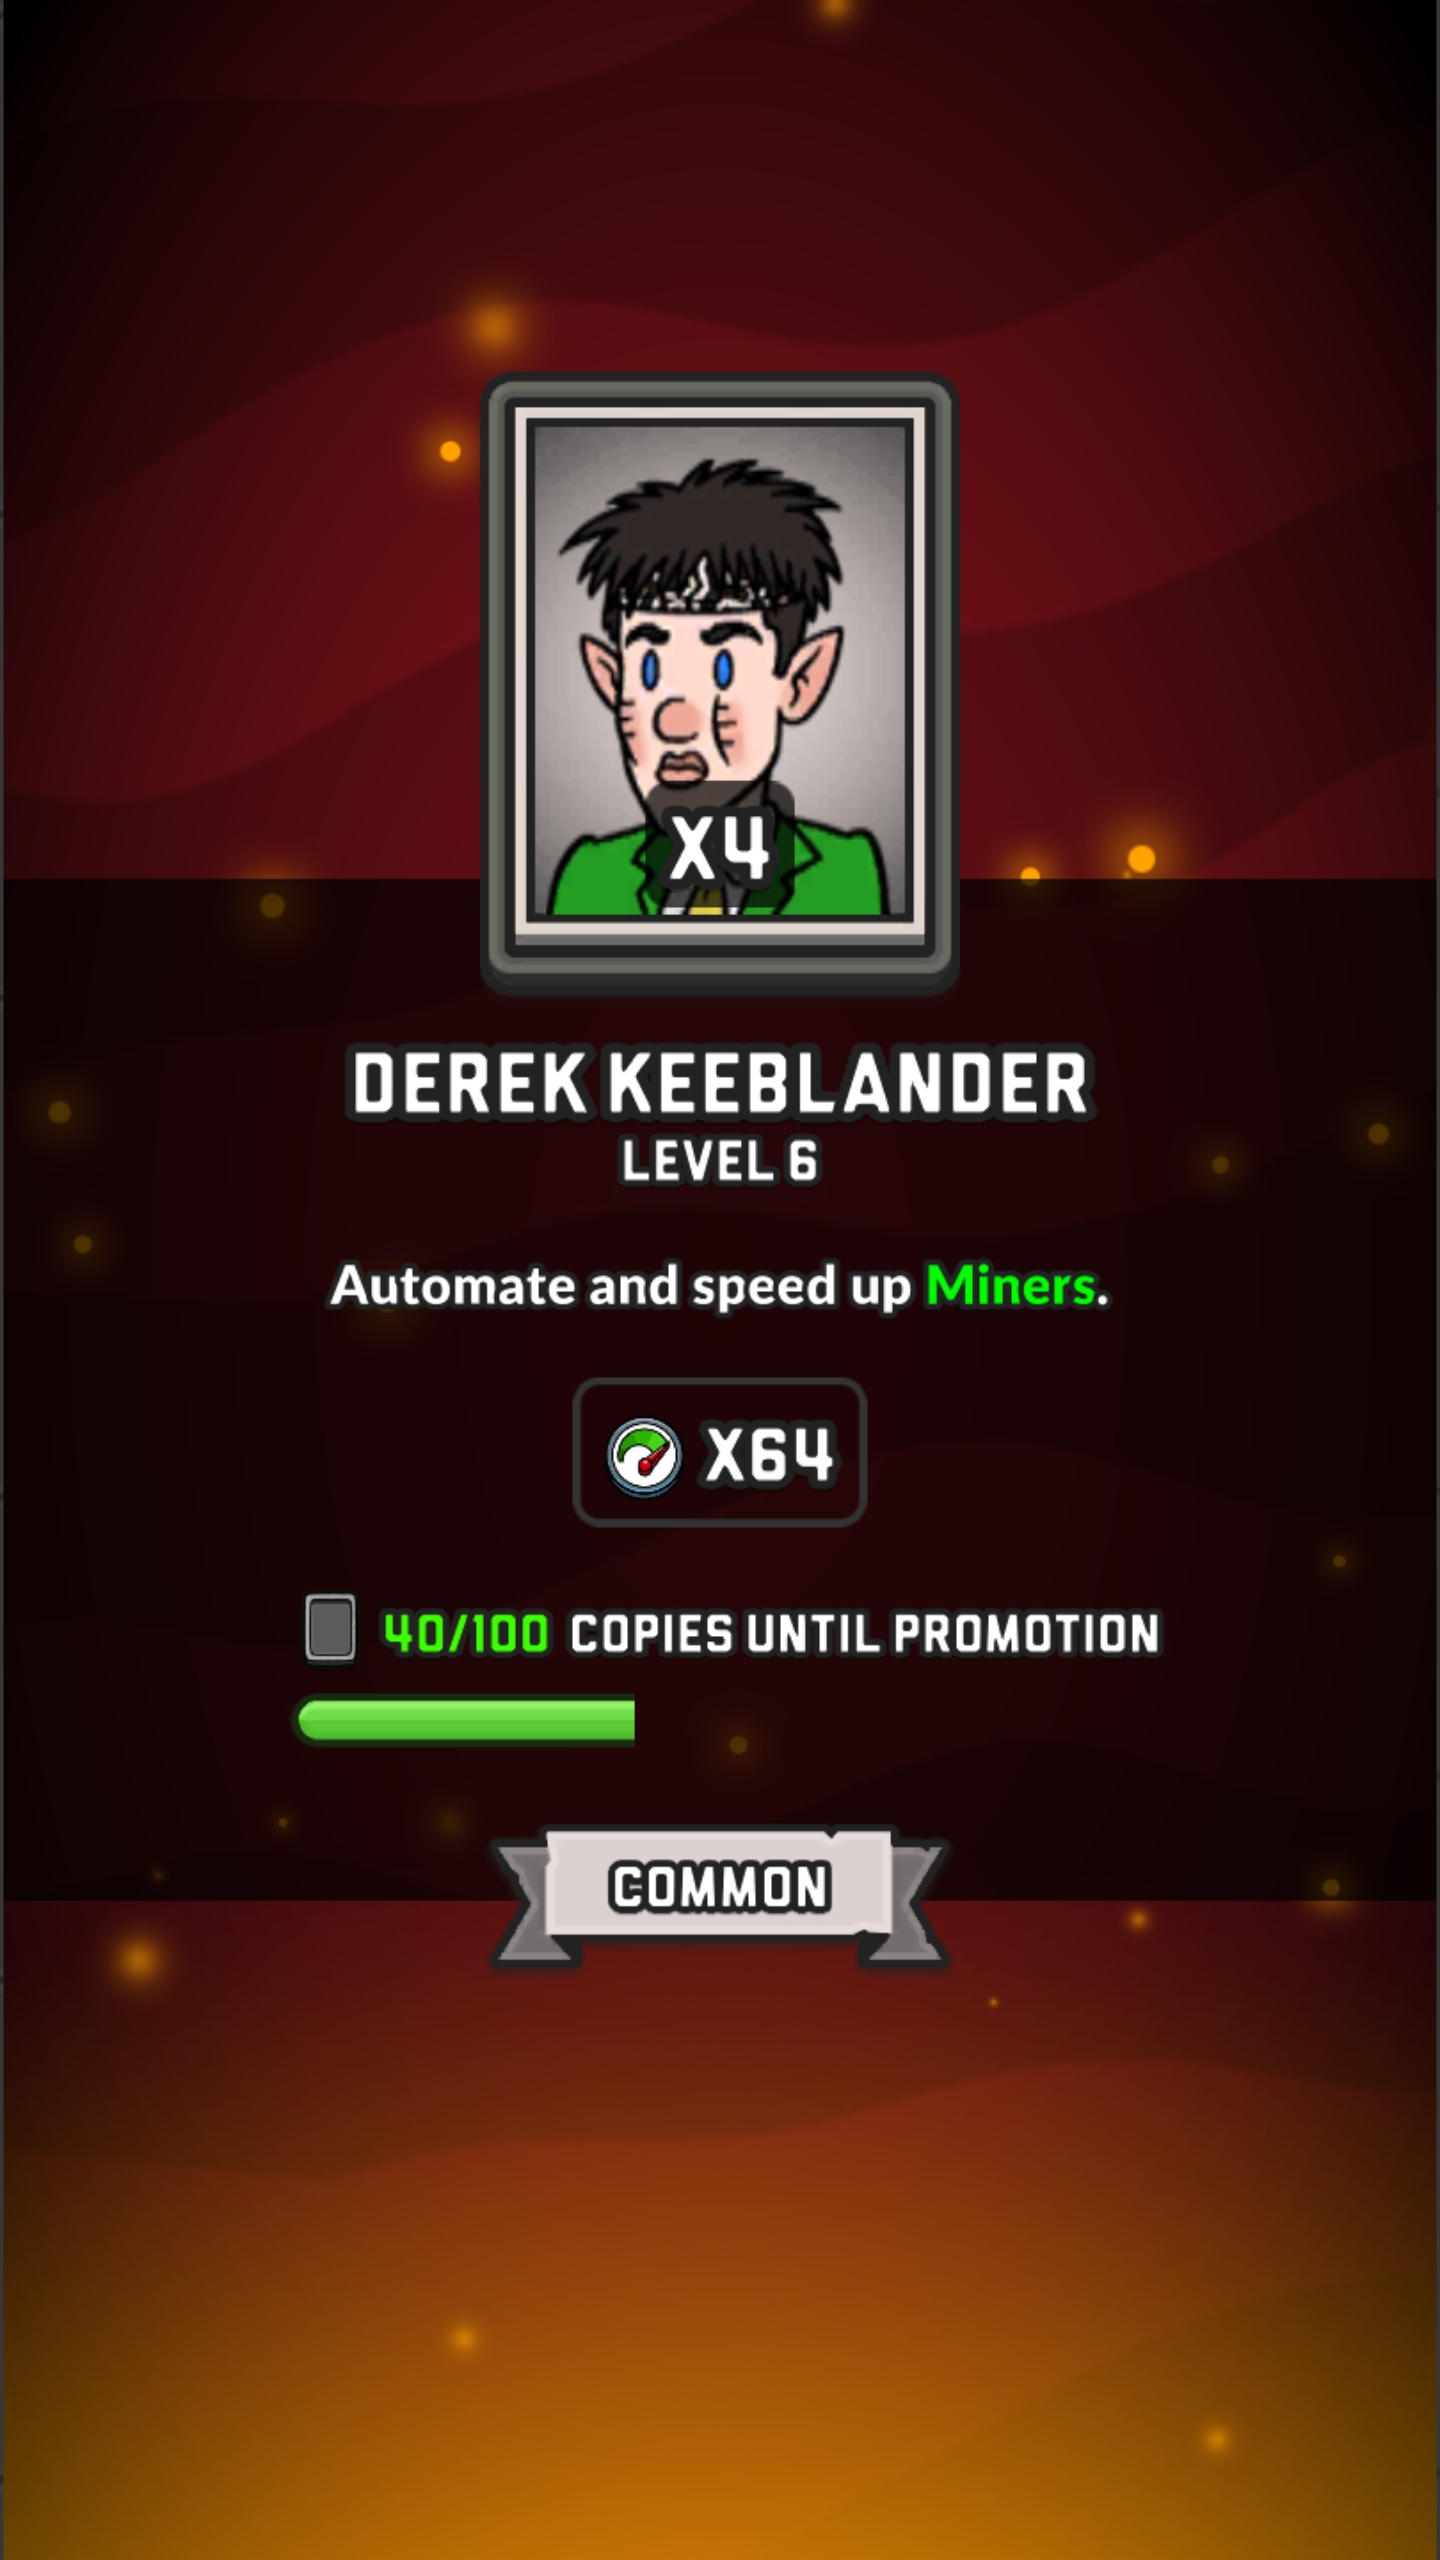 X4
DEREK KEEBLANDER
LEVEL 6
Automate and speed up Miners.
X64
40/100 COPIES UNTIL PROMOTION
COMMON